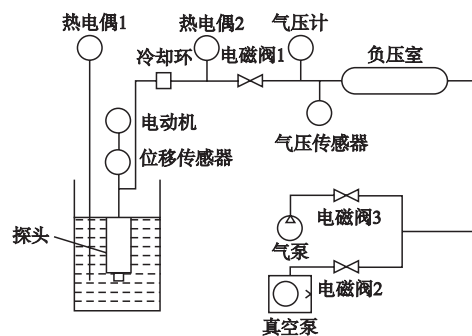 热电偶1
热电偶2
气压计
冷却环
电磁阀1
负压室
电动机
气压传感器
位移传感器
探头
电磁阀3
气泵
电磁阀2
真空泵